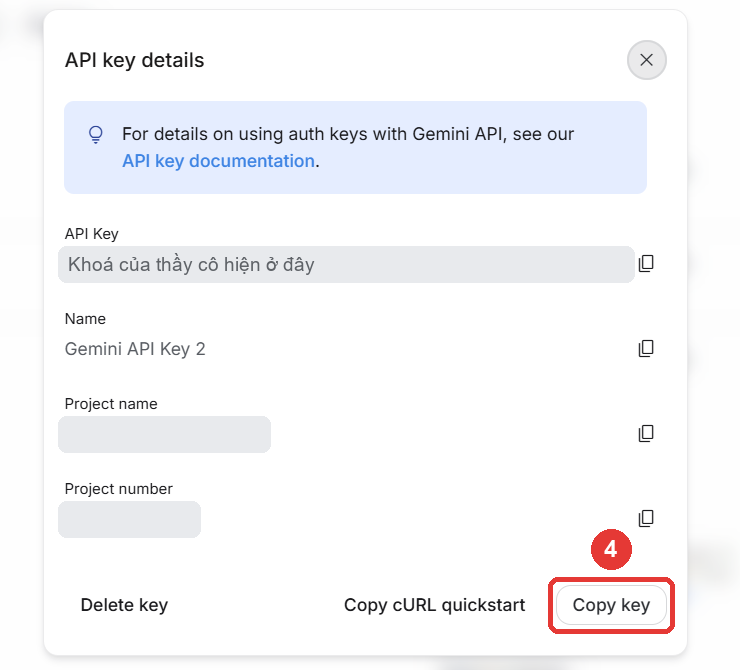 API key details
For details on using auth keys with Gemini API, see our
API key documentation.
API Key
Khoá của thầy cô hiện ở đây
Name
Gemini API Key 2
Project name
Project number
4
Delete key
Copy cURL quickstart
Copy key